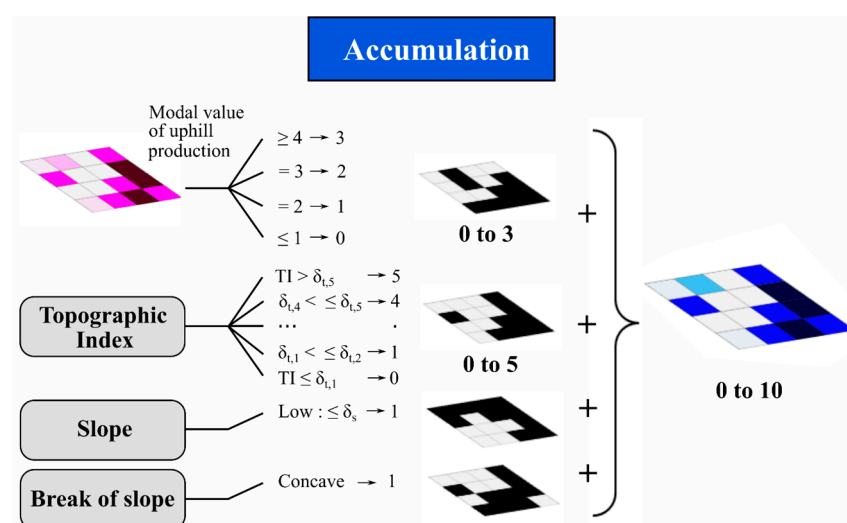 Accumulation
Modal value
of uphill
production
≥ 4 → 3
= 3 → 2
= 2 → 1
≤ 1 → 0
0 to 3
+
Topographic
Index
TI > δt,5 → 5
δt,4 < ≤ δt,5 → 4
... .
δt,1 < ≤ δt,2 → 1
TI ≤ δt,1 → 0
0 to 5
+
0 to 10
Slope
Low : ≤ δs → 1
+
Break of slope
Concave → 1
+